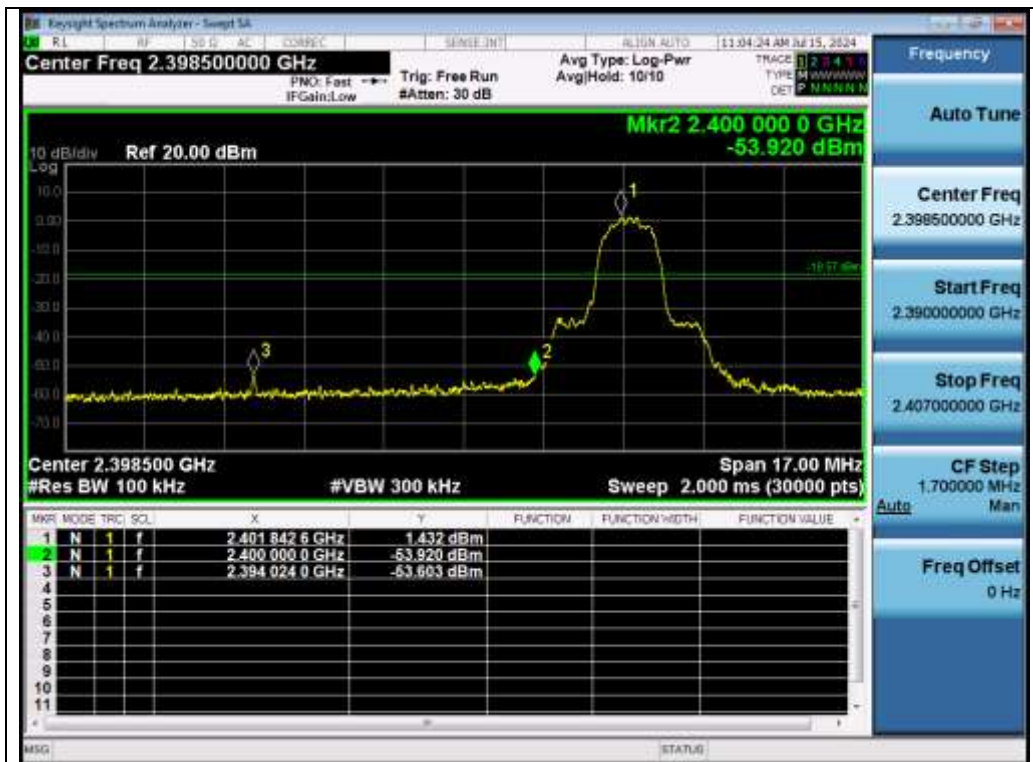 Keysight Spectrum Analyzer - Swept SA
RL RF 50 Ω AC CORREC SENSE:INT ALIGN AUTO 11:04:24 AM Jul 15, 2024
Center Freq 2.398500000 GHz
PNO: Fast
IFGain:Low
Trig: Free Run
#Atten: 30 dB
Avg Type: Log-Pwr
Avg|Hold: 10/10
TRACE 1 2 3 4 5 6
TYPE M WWWWW
DET P N N N N N
Mkr2 2.400 000 0 GHz
-53.920 dBm
10 dB/div Ref 20.00 dBm
Log
10.0
0.00
-10.0
-20.0
-30.0
-40.0
-50.0
-60.0
-70.0
1
2
3
Center 2.398500 GHz Span 17.00 MHz
#Res BW 100 kHz #VBW 300 kHz Sweep 2.000 ms (30000 pts)
MKR MODE TRC SCL X Y FUNCTION FUNCTION WIDTH FUNCTION VALUE
1 N 1 f 2.401 842 6 GHz 1.432 dBm
2 N 1 f 2.400 000 0 GHz -53.920 dBm
3 N 1 f 2.394 024 0 GHz -53.603 dBm
4
5
6
7
8
9
10
11
MSG STATUS
Frequency
Auto Tune
Center Freq
2.398500000 GHz
Start Freq
2.390000000 GHz
Stop Freq
2.407000000 GHz
CF Step
1.700000 MHz
Auto Man
Freq Offset
0 Hz